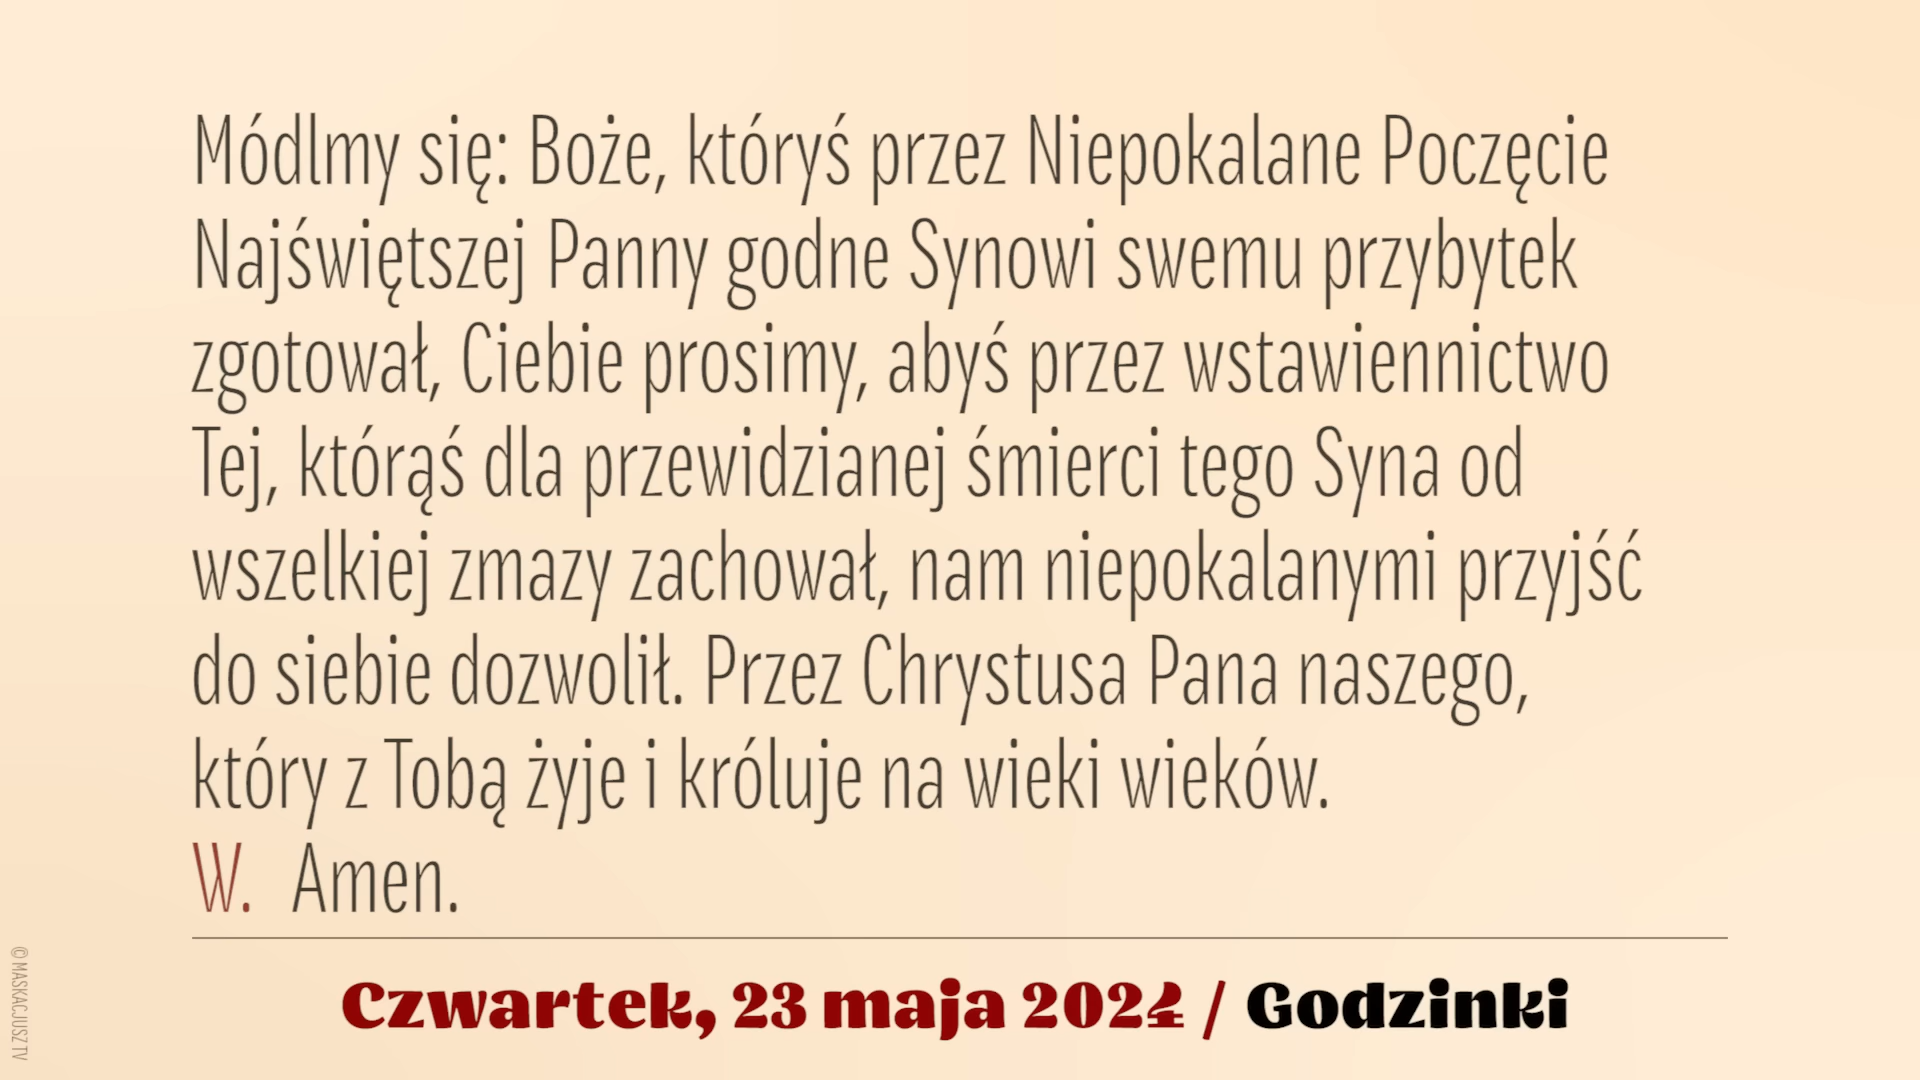 Módlmy się: Boże, któryś przez Niepokalane Poczęcie
Najświętszej Panny godne Synowi swemu przybytek
zgotował, Ciebie prosimy, abyś przez wstawiennictwo
Tej, którąś dla przewidzianej śmierci tego Syna od
wszelkiej zmazy zachował, nam niepokalanymi przyjść
do siebie dozwolił. Przez Chrystusa Pana naszego,
który z Tobą żyje i króluje na wieki wieków.
W. Amen.
Czwartek, 23 maja 2024 / Godzinki
© MASKACJUSZ TV